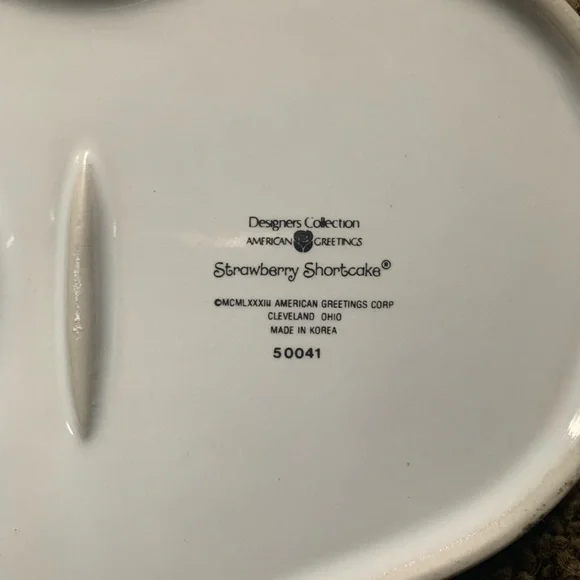 Designers Collection
AMERICAN GREETINGS
Strawberry Shortcake®
©MCMLXXXIII AMERICAN GREETINGS CORP
CLEVELAND OHIO
MADE IN KOREA
50041